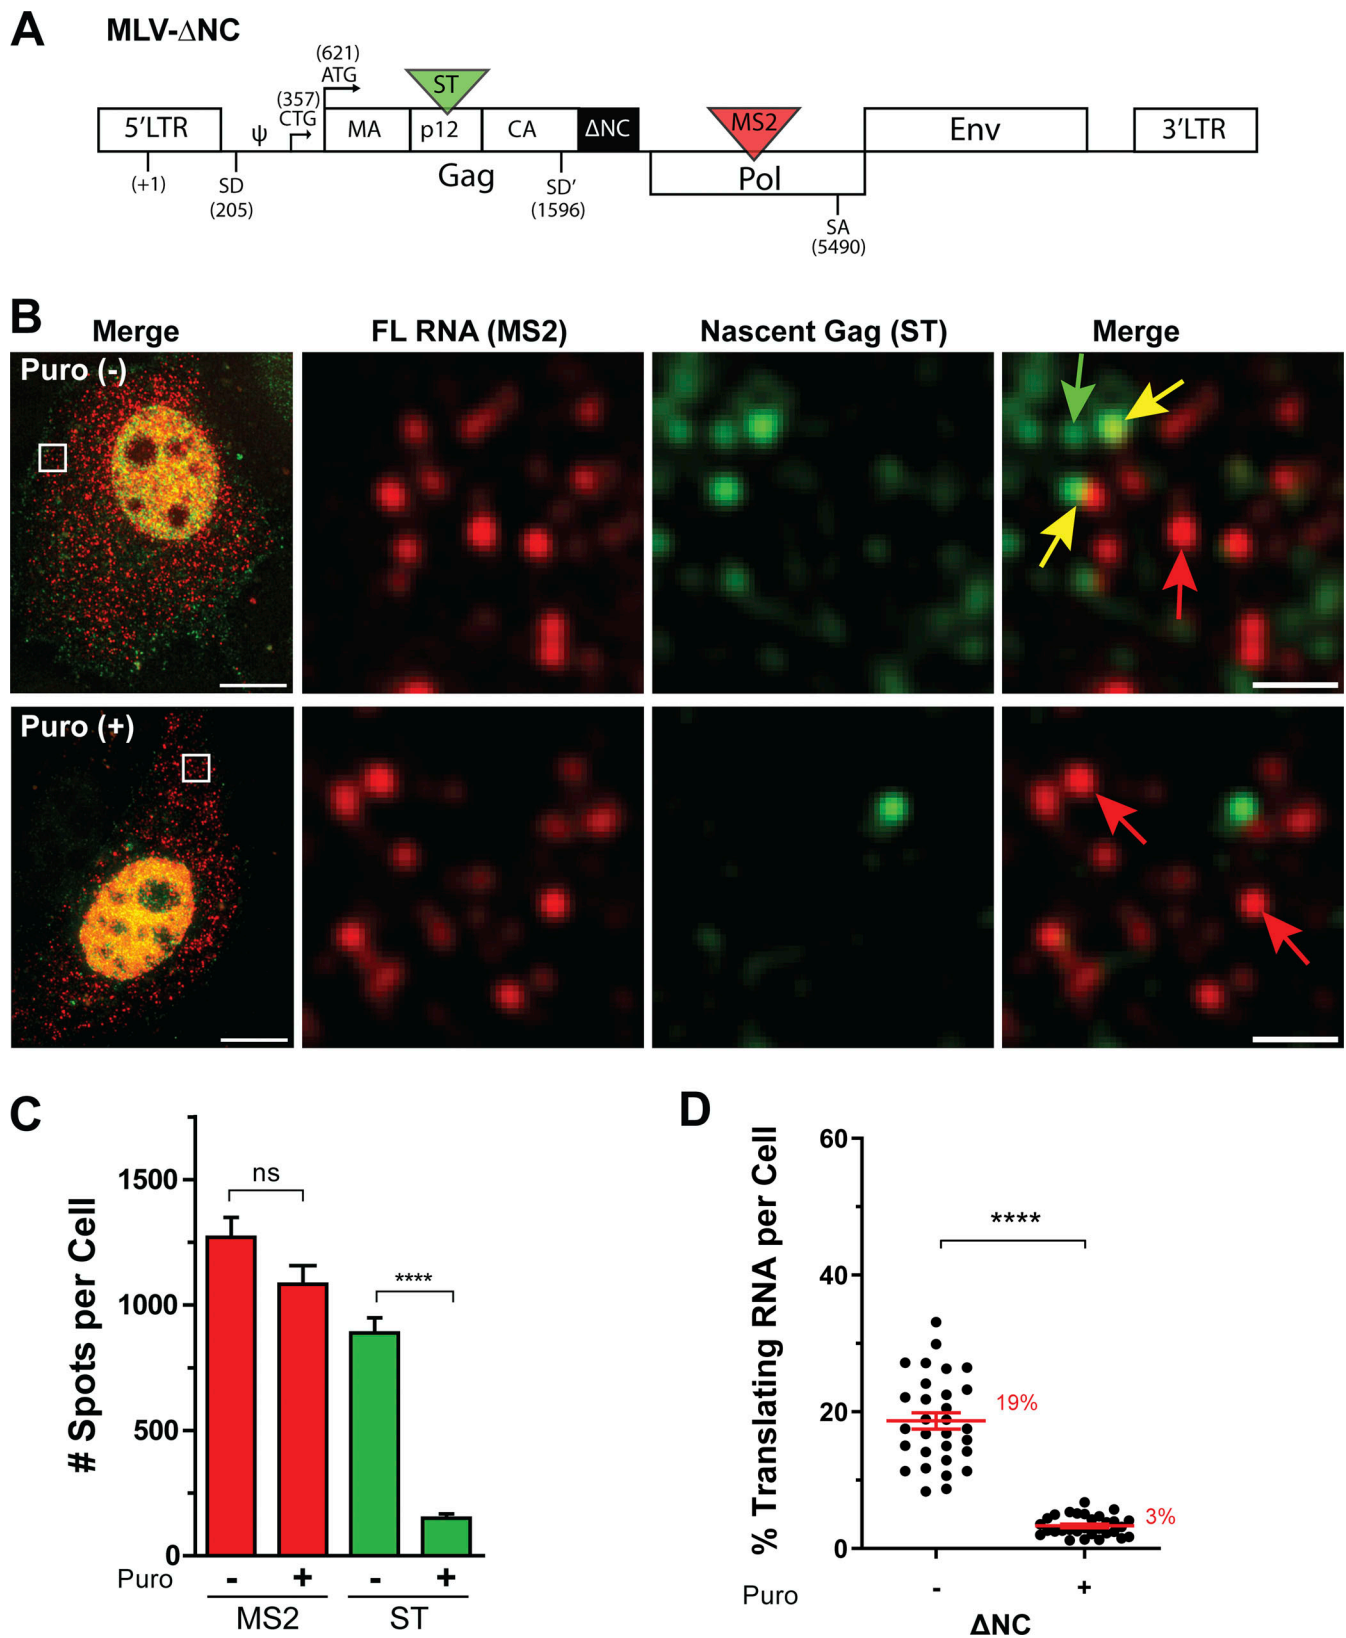 A
MLV-ΔNC
(621)
ATG
ST
(357)
CTG
5'LTR
ψ
MA
p12
CA
ΔNC
MS2
Env
3'LTR
(+1)
SD
(205)
Gag
SD'
(1596)
Pol
SA
(5490)
B
Merge
FL RNA (MS2)
Nascent Gag (ST)
Merge
Puro (-)
Puro (+)
C
# Spots per Cell
1500
1000
500
0
ns
****
Puro
-
+
-
+
MS2
ST
D
% Translating RNA per Cell
60
40
20
0
****
19%
3%
Puro
-
+
ΔNC